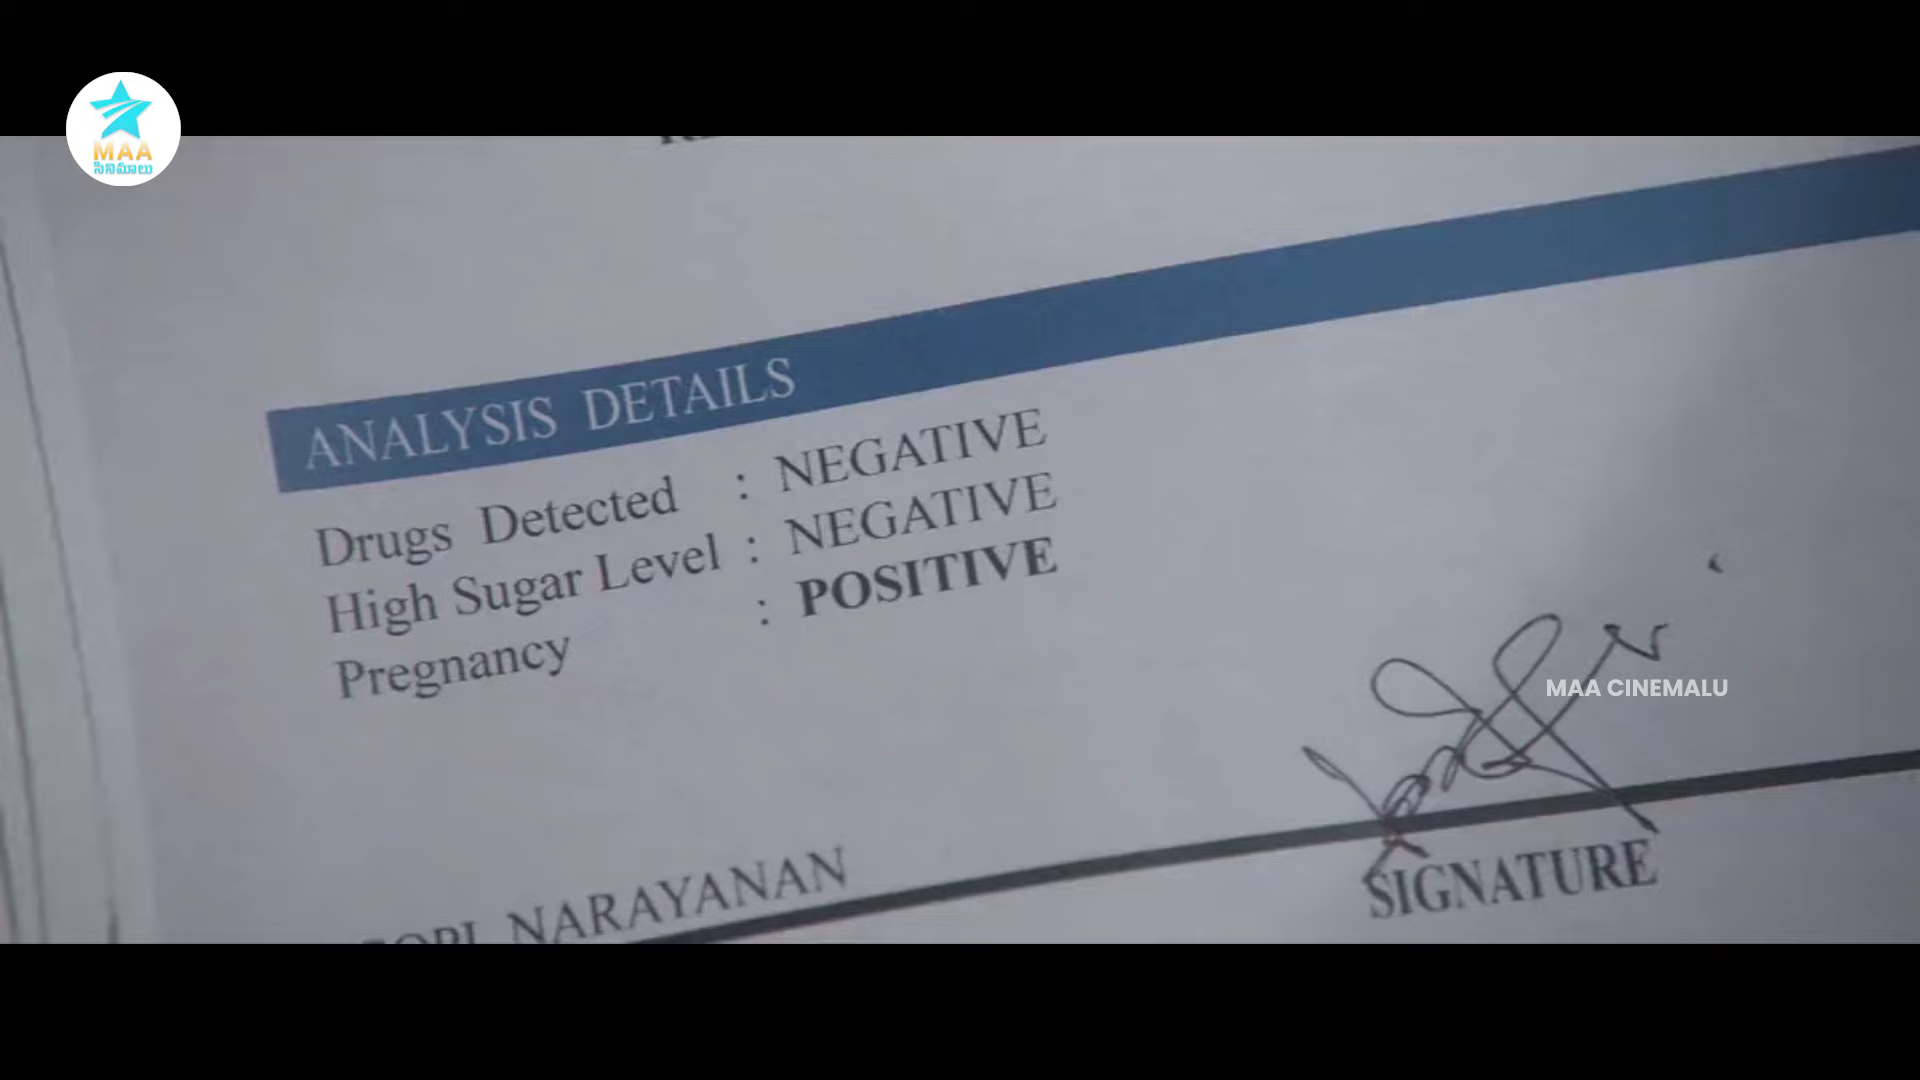 MAA
సినిమాలు
ANALYSIS DETAILS
Drugs Detected : NEGATIVE
High Sugar Level : NEGATIVE
Pregnancy : POSITIVE
MAA CINEMALU
NARAYANAN
SIGNATURE